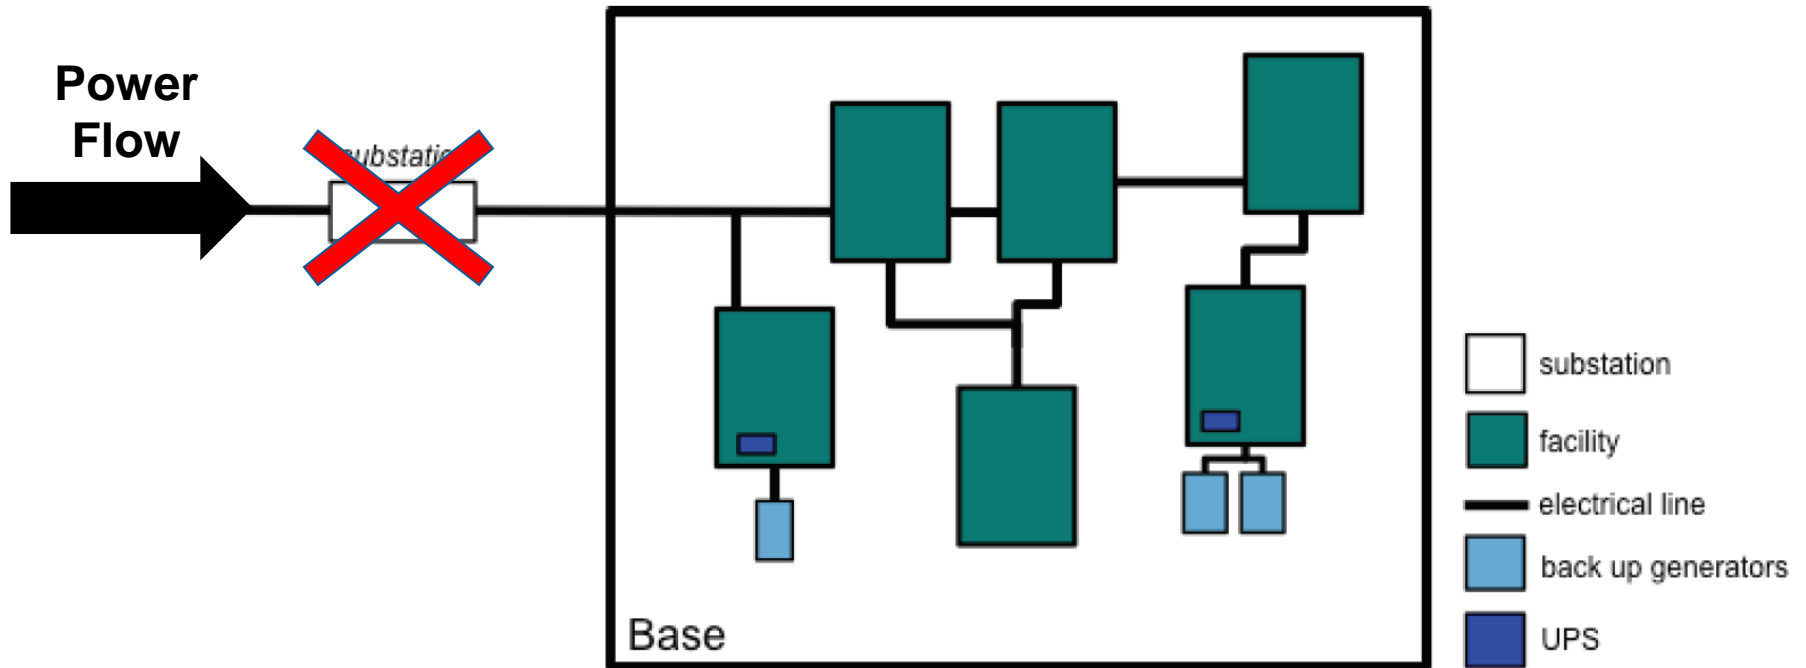 Power
Flow
substation
facility
electrical line
back up generators
UPS
Base